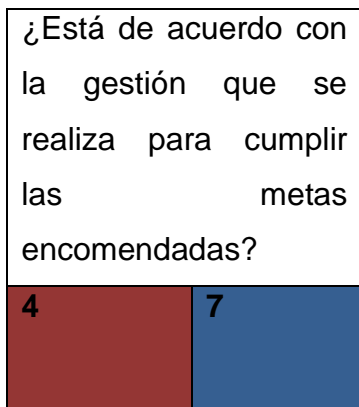 ¿Está de acuerdo con
la gestión que se
realiza para cumplir
las metas
encomendadas?
4 7